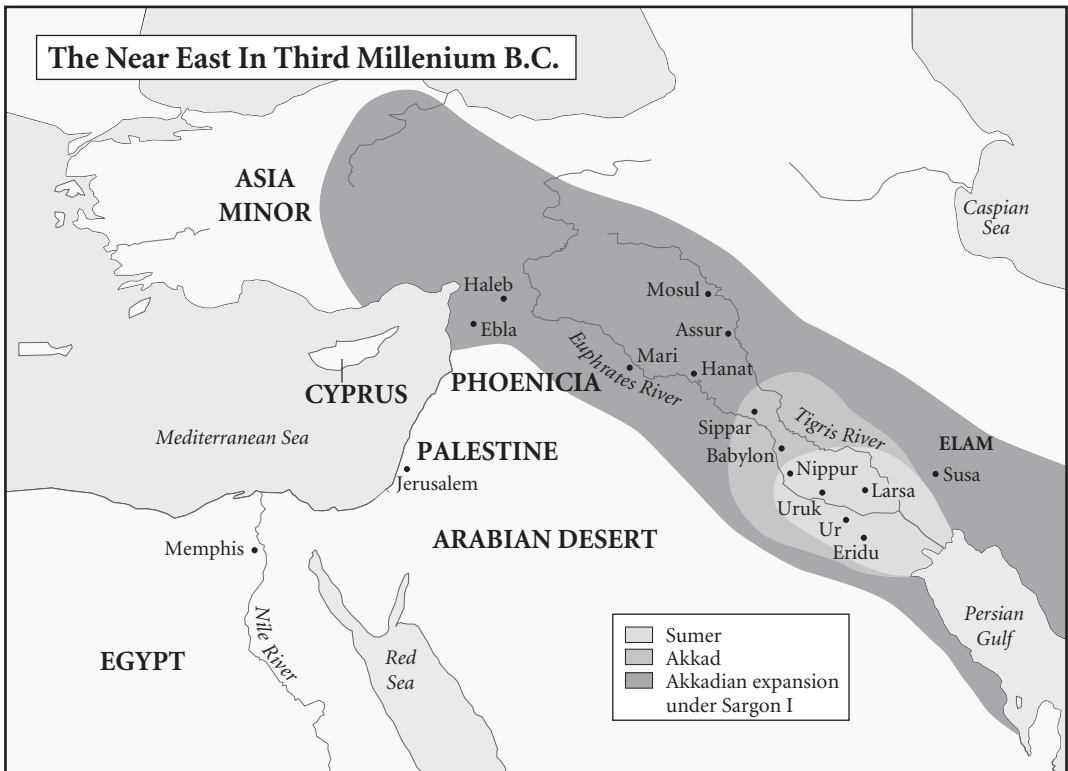 The Near East In Third Millenium B.C.
ASIA
MINOR
Caspian
Sea
Haleb
Mosul
Ebla
Assur
Mari
Hanat
Euphrates River
PHOENICIA
CYPRUS
Sippar
Tigris River
Mediterranean Sea
PALESTINE
Babylon
ELAM
Nippur
Susa
Jerusalem
Larsa
Uruk
Ur
Memphis
ARABIAN DESERT
Eridu
Nile River
Persian
Gulf
EGYPT
Red
Sea
Sumer
Akkad
Akkadian expansion
under Sargon I